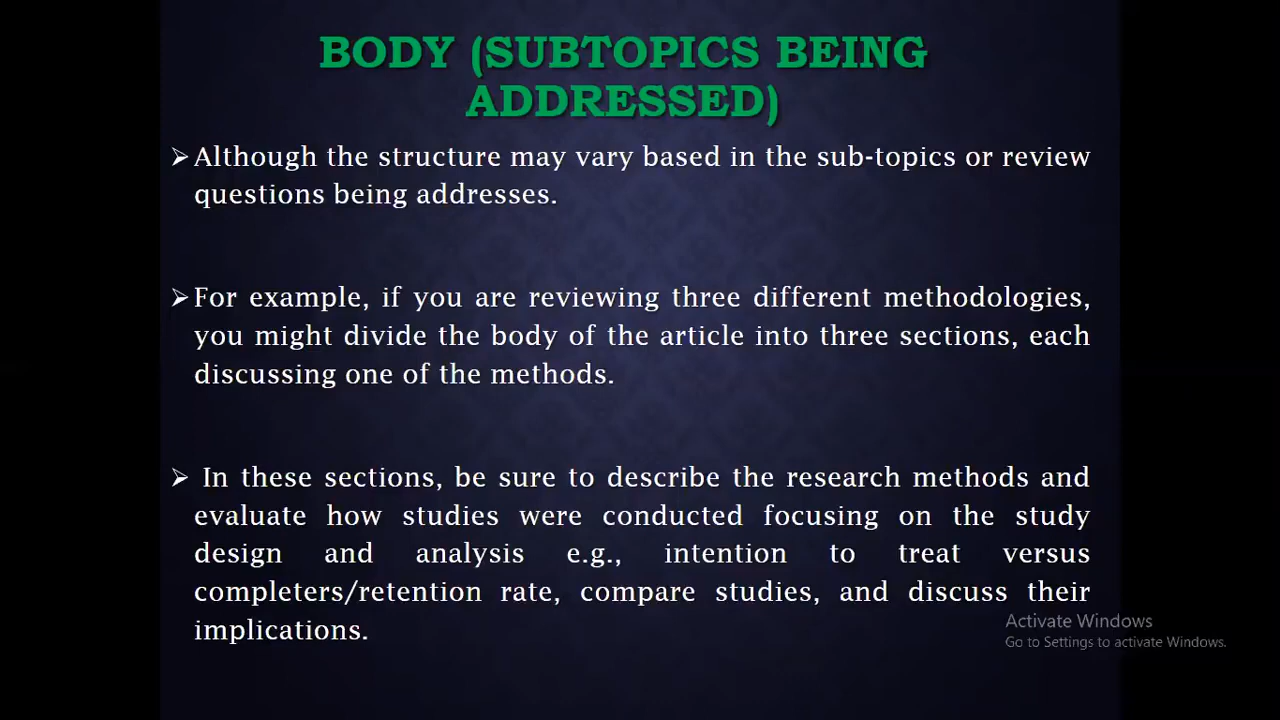 BODY (SUBTOPICS BEING
ADDRESSED)
➢Although the structure may vary based in the sub-topics or review
questions being addresses.
➢For example, if you are reviewing three different methodologies,
you might divide the body of the article into three sections, each
discussing one of the methods.
➢ In these sections, be sure to describe the research methods and
evaluate how studies were conducted focusing on the study
design and analysis e.g., intention to treat versus
completers/retention rate, compare studies, and discuss their
implications.
Activate Windows
Go to Settings to activate Windows.